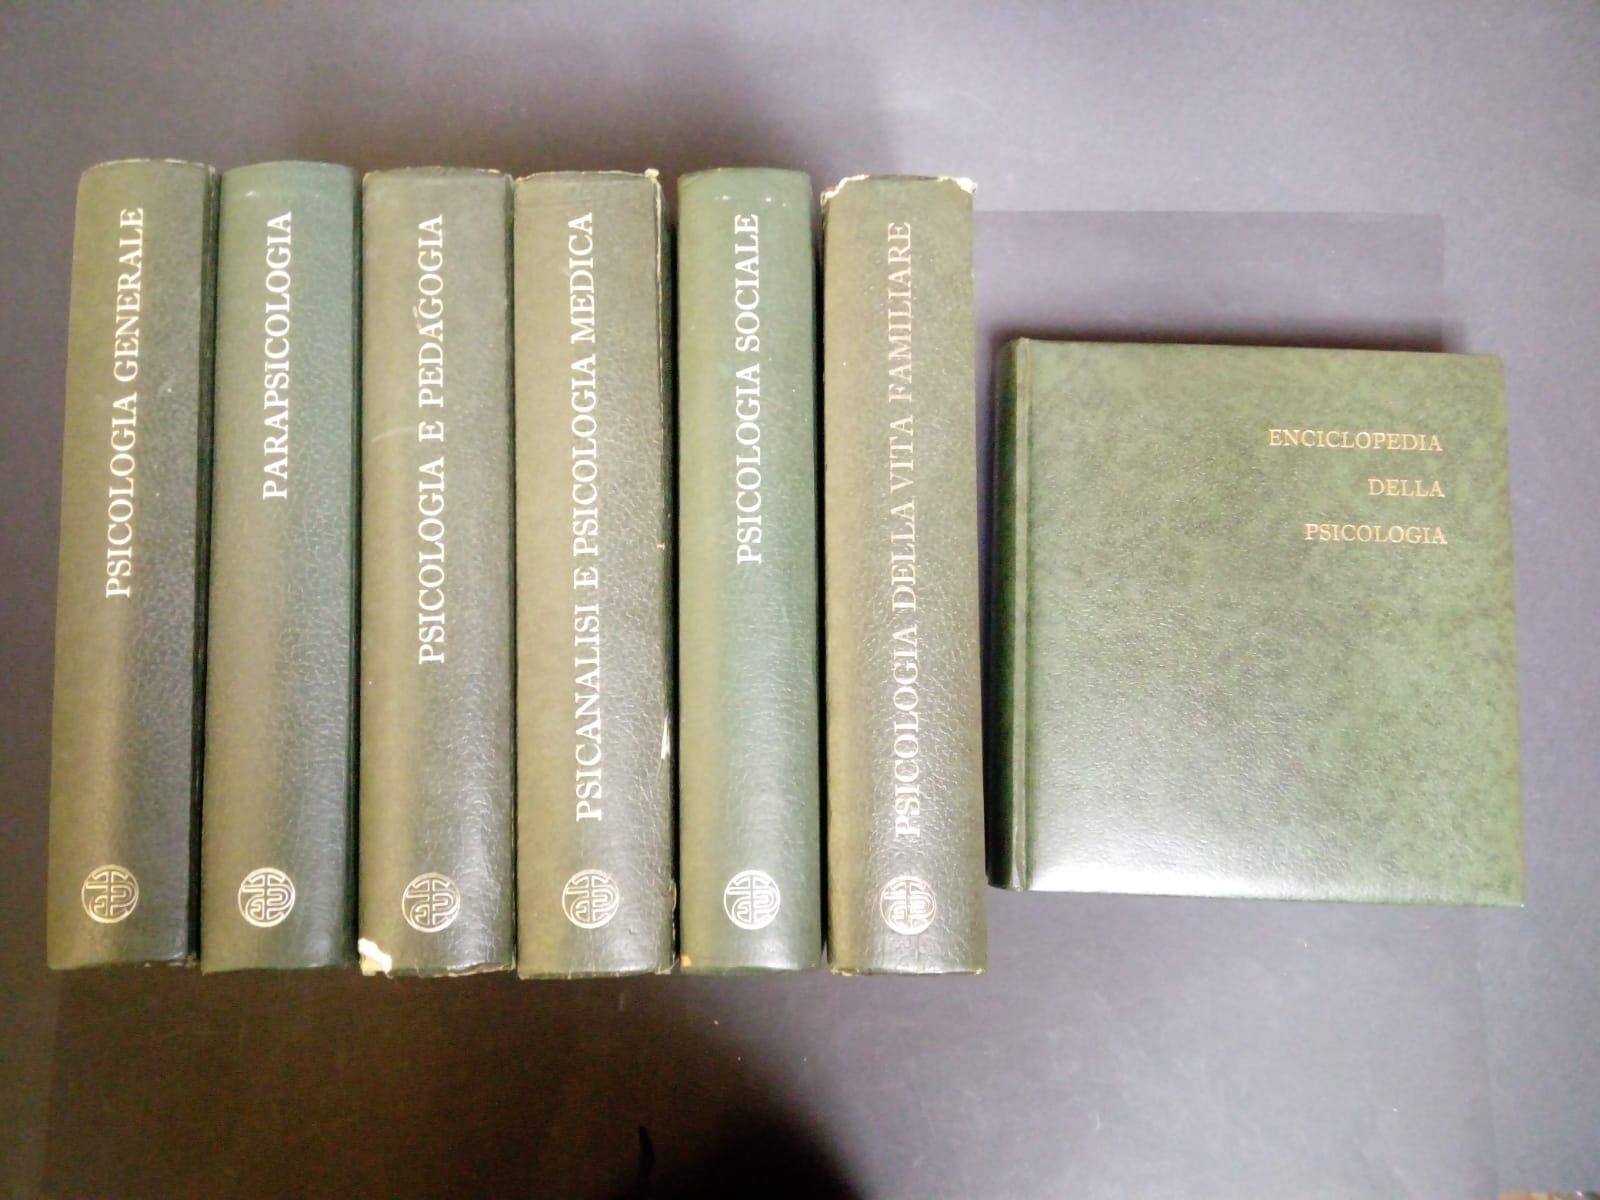 PSICOLOGIA GENERALE
PARAPSICOLOGIA
PSICOLOGIA E PEDAGOGIA
PSICANALISI E PSICOLOGIA MEDICA
PSICOLOGIA SOCIALE
PSICOLOGIA DELLA VITA FAMILIARE
ENCICLOPEDIA
DELLA
PSICOLOGIA